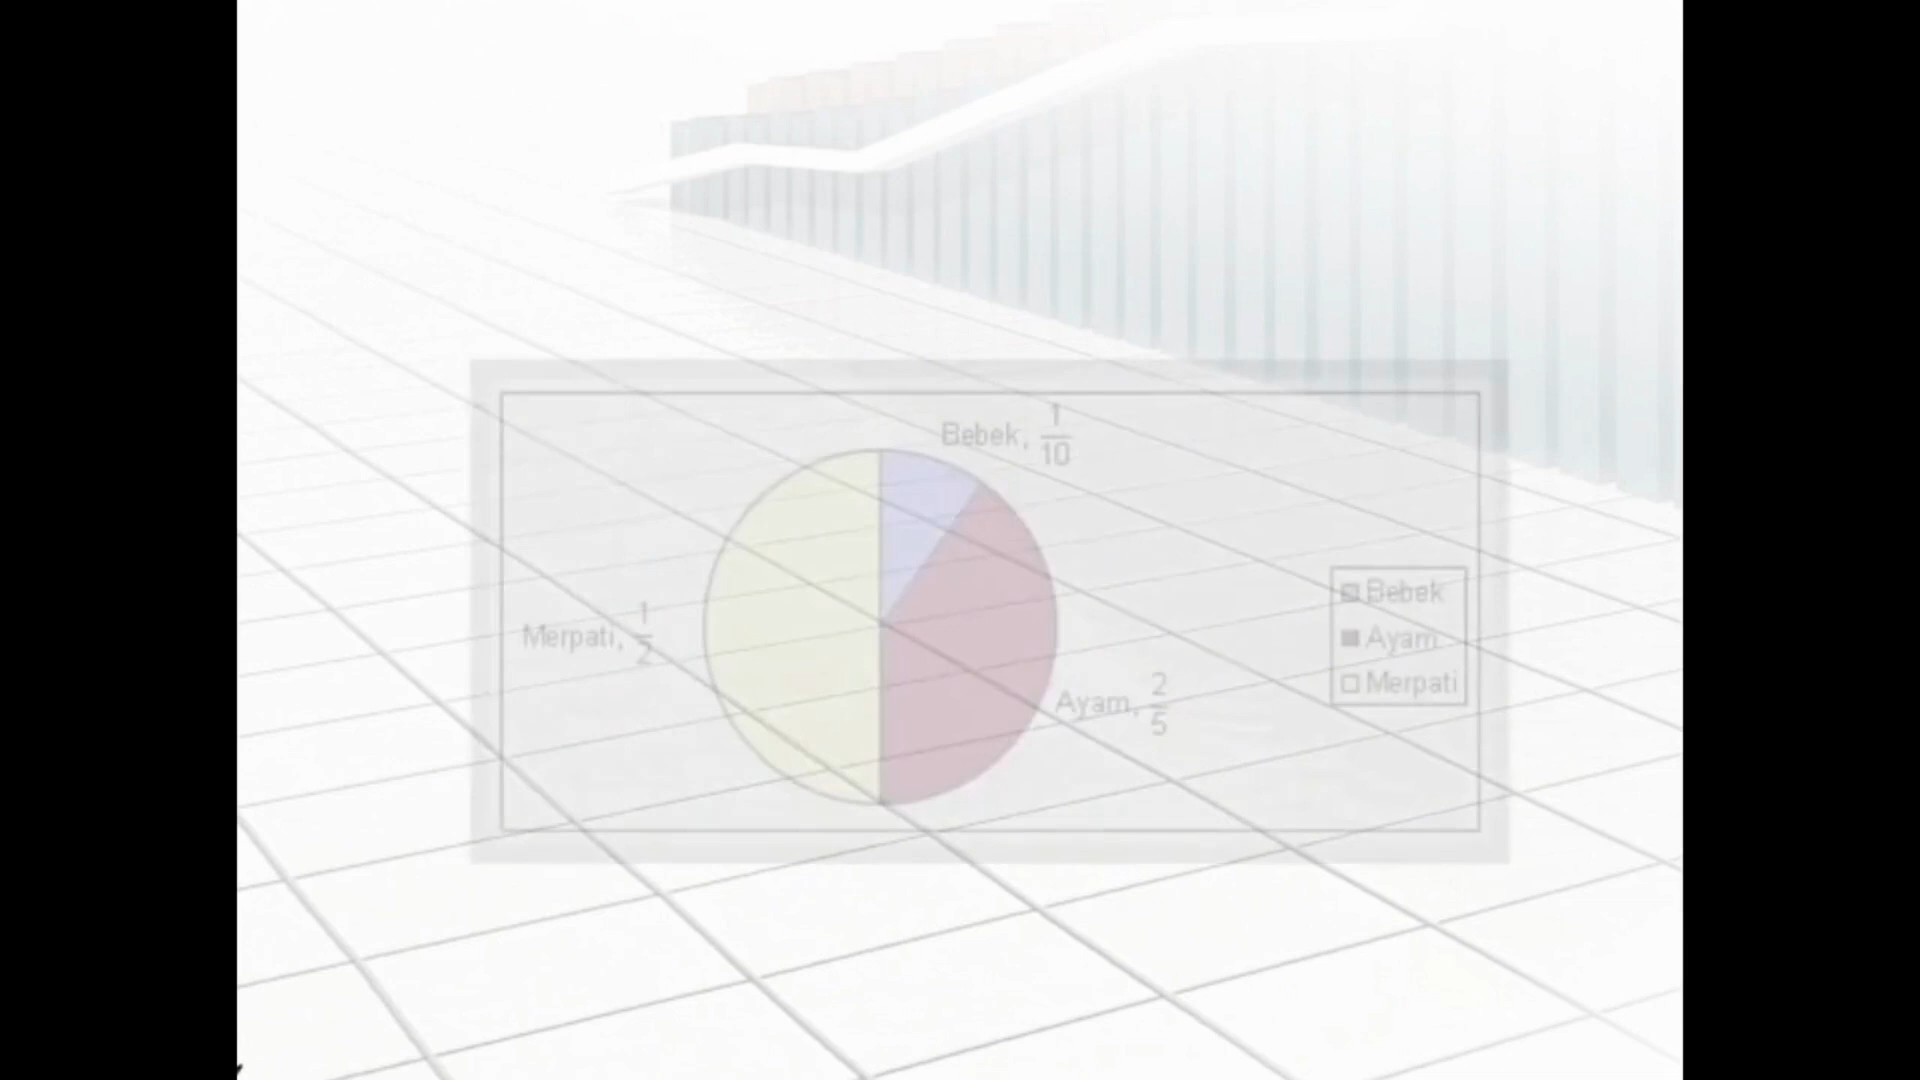 Bebek, 1/10
Merpati, 1/2
Ayam, 2/5
Bebek
Ayam
Merpati